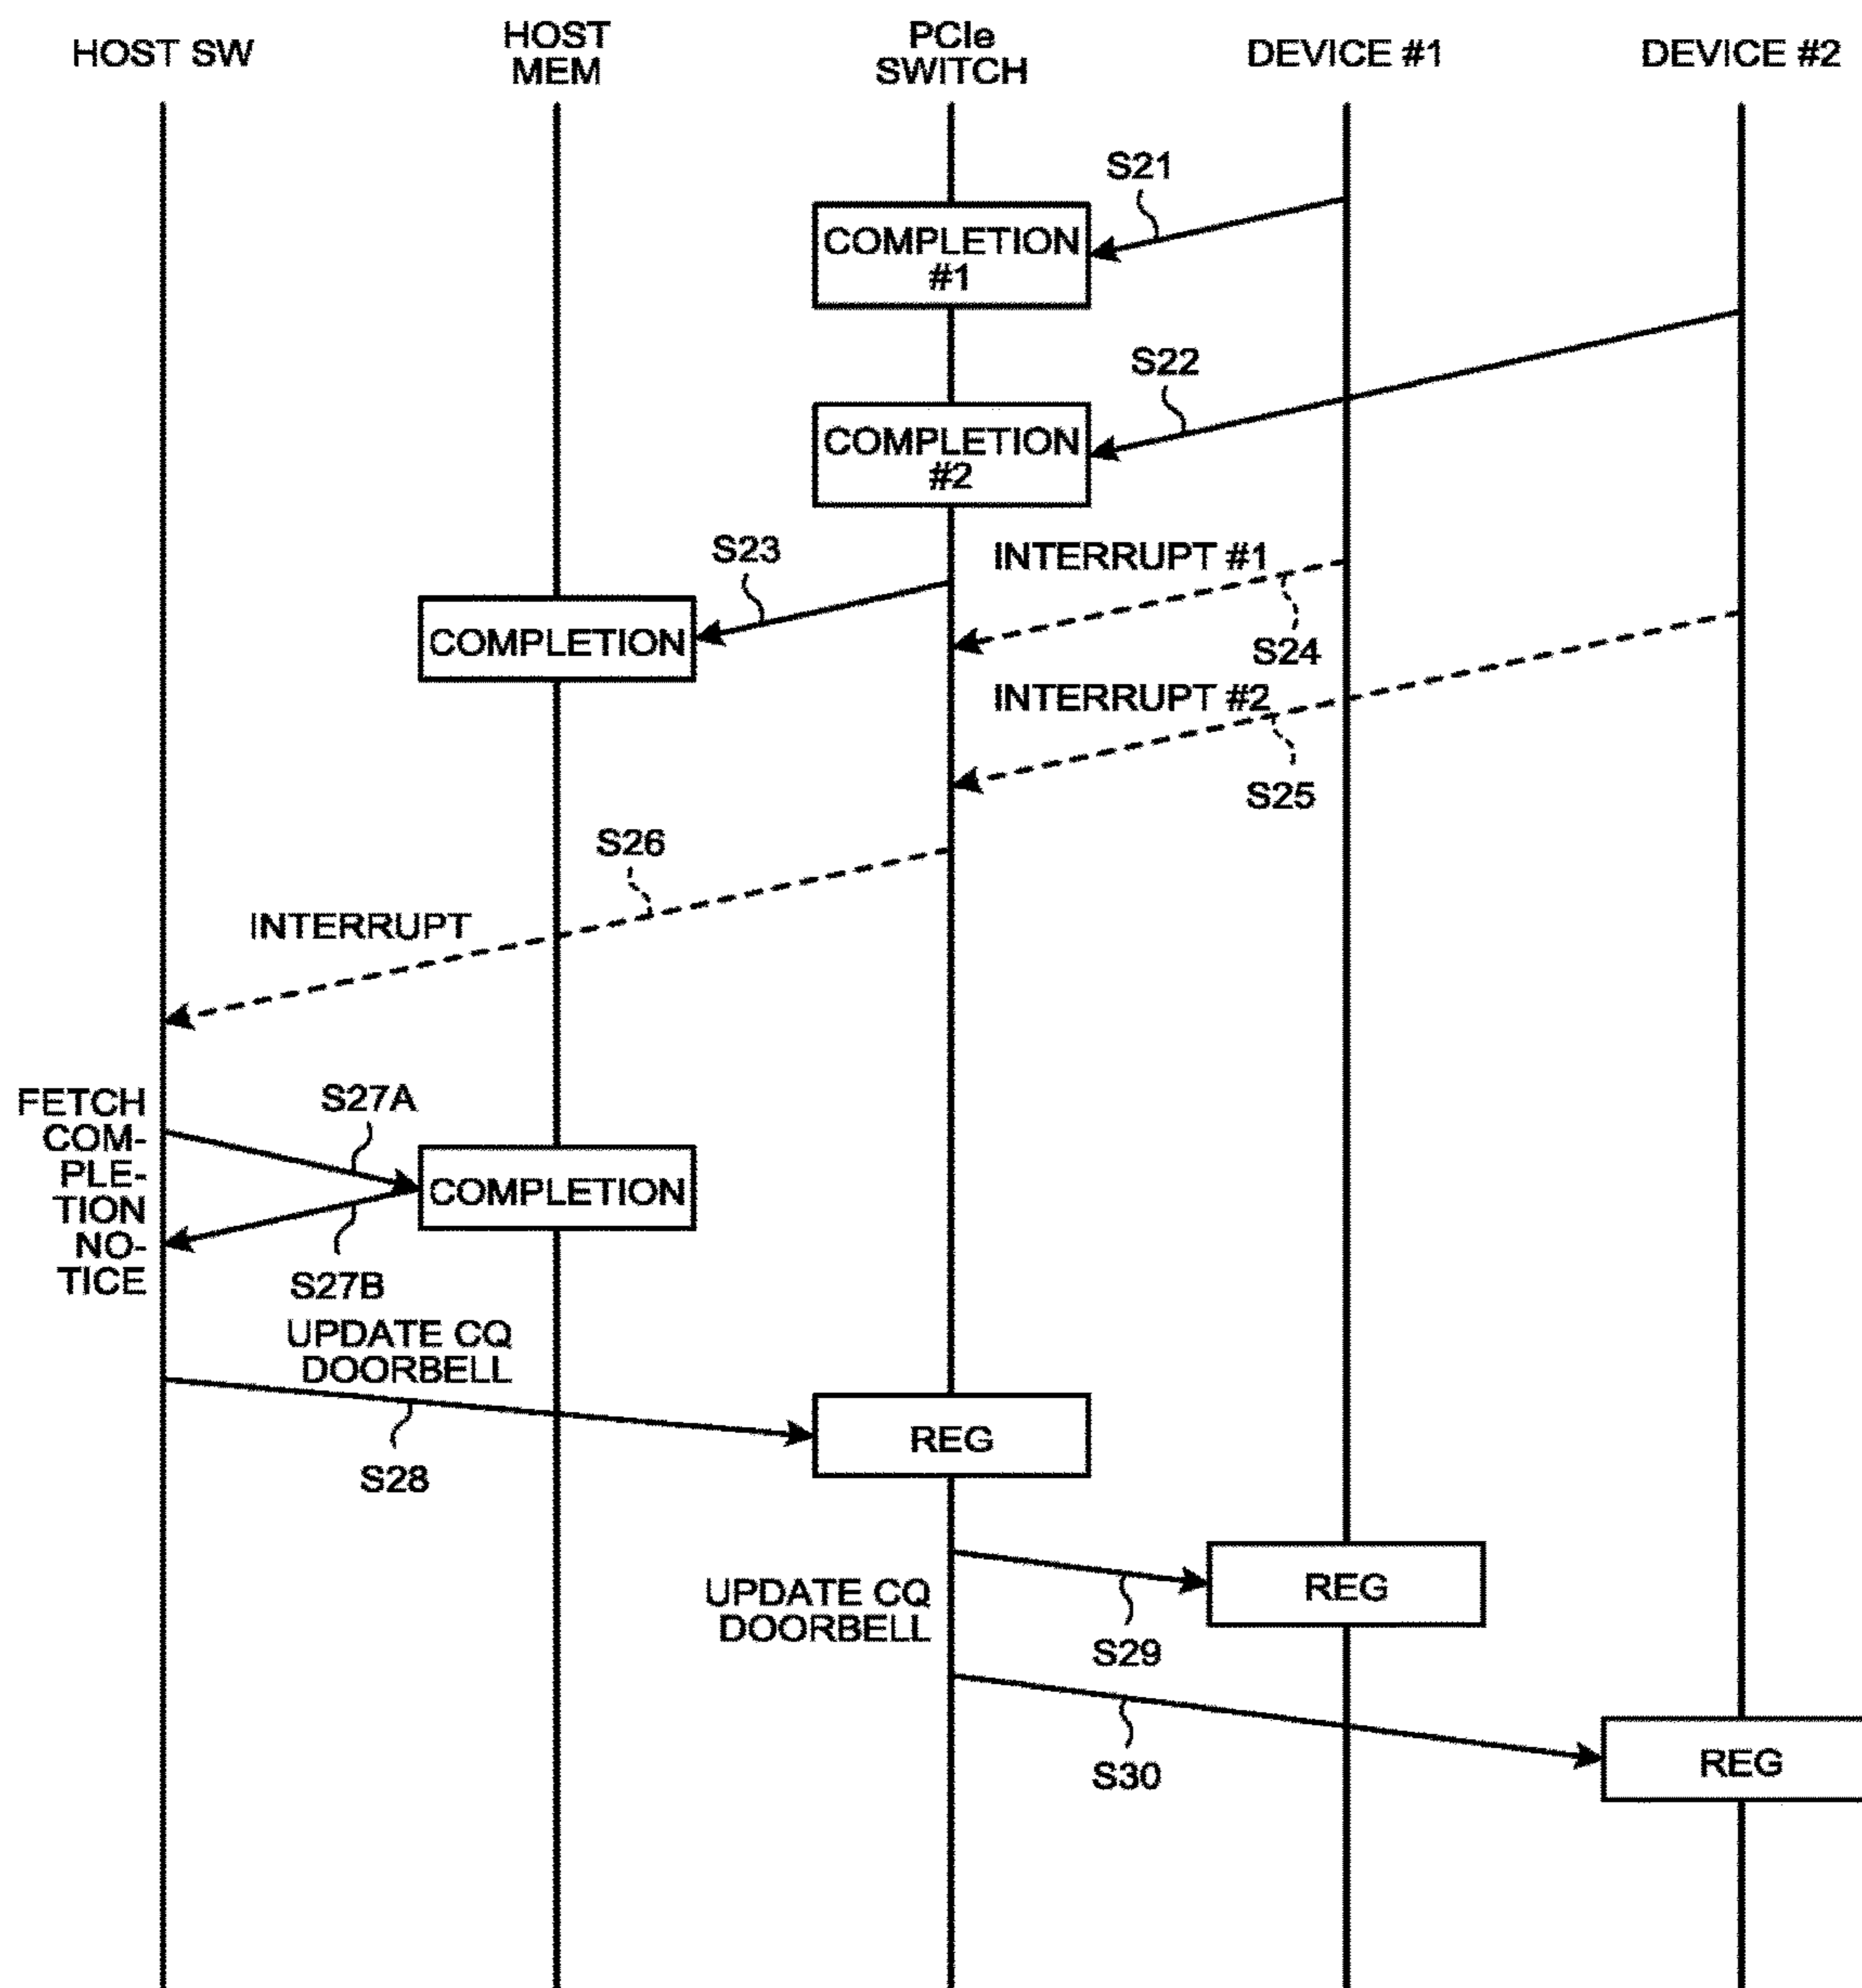 HOST SW
HOST
MEM
PCIe
SWITCH
DEVICE #1
DEVICE #2
S21
COMPLETION
#1
S22
COMPLETION
#2
S23
INTERRUPT #1
COMPLETION
S24
INTERRUPT #2
S25
S26
INTERRUPT
FETCH
COM-
PLE-
TION
NO-
TICE
S27A
COMPLETION
S27B
UPDATE CQ
DOORBELL
S28
REG
UPDATE CQ
DOORBELL
REG
S29
S30
REG